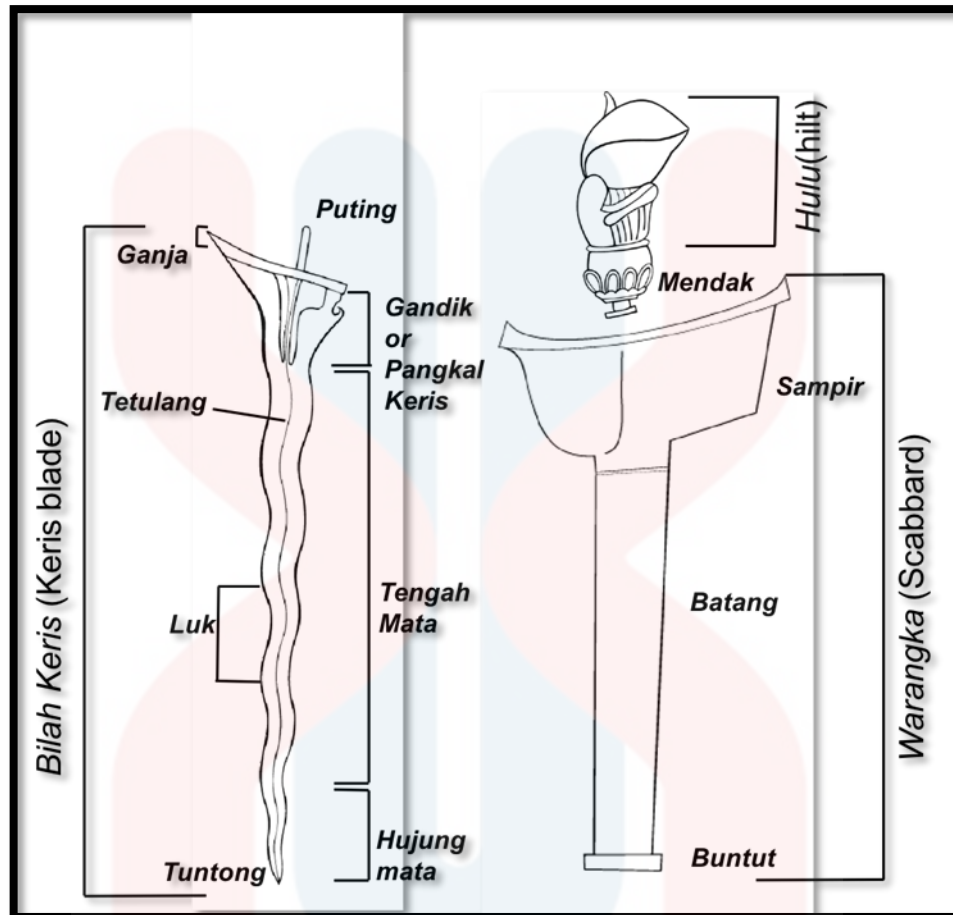 Bilah Keris (Keris blade)
Puting
Ganja
Gandik
or
Pangkal
Keris
Tetulang
Luk
Tengah
Mata
Hujung
mata
Tuntong
Hulu(hilt)
Mendak
Sampir
Batang
Buntut
Warangka (Scabbard)